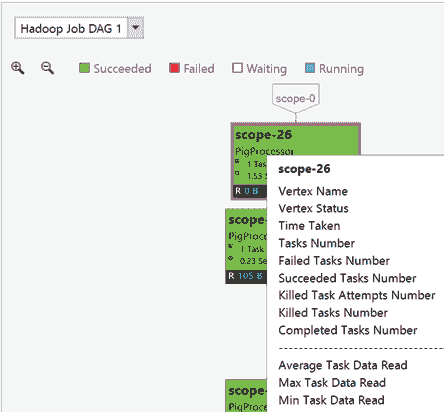 Hadoop Job DAG 1
Succeeded Failed Waiting Running
scope-0
scope-26
PigProcessor
1 Tas
1.53 S
R 0 B
scope-26
Vertex Name
Vertex Status
Time Taken
Tasks Number
Failed Tasks Number
Succeeded Tasks Number
Killed Task Attempts Number
Killed Tasks Number
Completed Tasks Number
Average Task Data Read
Max Task Data Read
Min Task Data Read
scope-
PigProce
1 Task
0.23 Se
R 105 B
scope-
PigProce